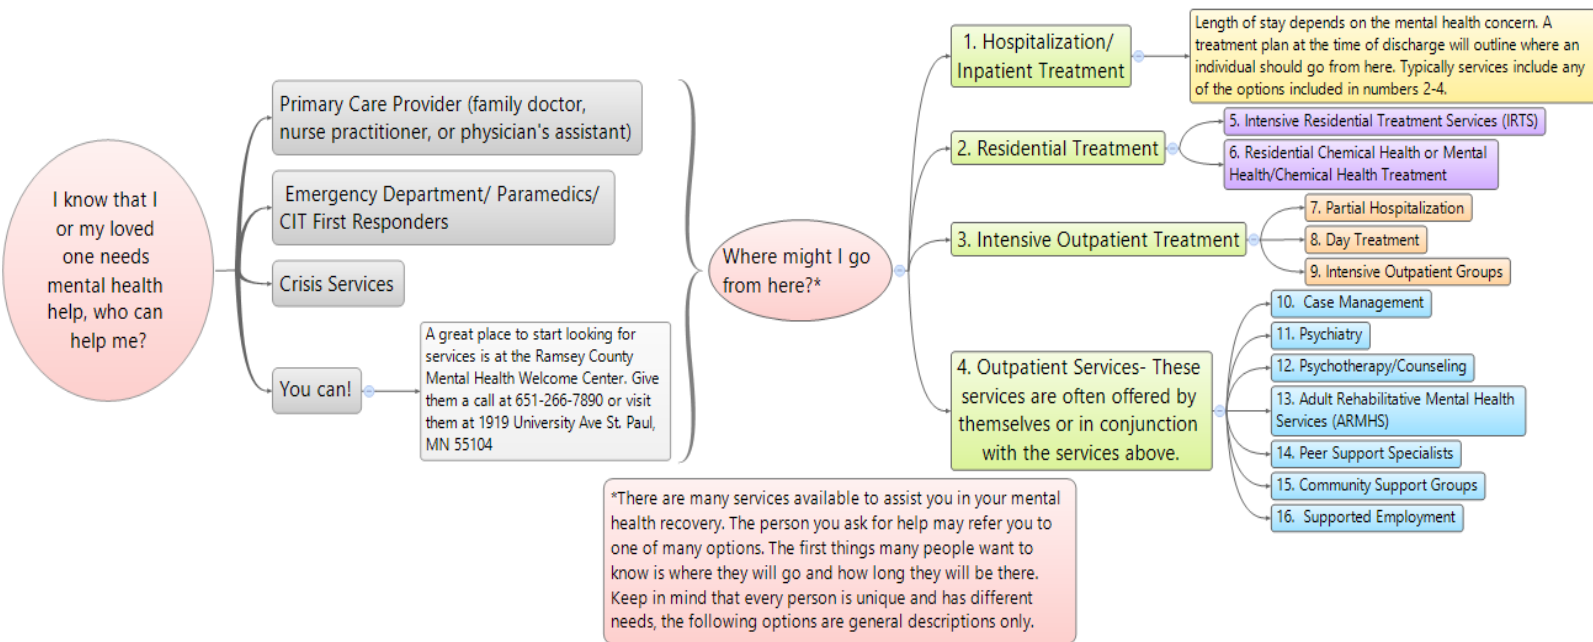 I know that I
or my loved
one needs
mental health
help, who can
help me?
Primary Care Provider (family doctor,
nurse practitioner, or physician's assistant)
Emergency Department/ Paramedics/
CIT First Responders
Crisis Services
You can!
A great place to start looking for
services is at the Ramsey County
Mental Health Welcome Center. Give
them a call at 651-266-7890 or visit
them at 1919 University Ave St. Paul,
MN 55104
Where might I go
from here?*
*There are many services available to assist you in your mental
health recovery. The person you ask for help may refer you to
one of many options. The first things many people want to
know is where they will go and how long they will be there.
Keep in mind that every person is unique and has different
needs, the following options are general descriptions only.
1. Hospitalization/
Inpatient Treatment
Length of stay depends on the mental health concern. A
treatment plan at the time of discharge will outline where an
individual should go from here. Typically services include any
of the options included in numbers 2-4.
2. Residential Treatment
5. Intensive Residential Treatment Services (IRTS)
6. Residential Chemical Health or Mental
Health/Chemical Health Treatment
3. Intensive Outpatient Treatment
7. Partial Hospitalization
8. Day Treatment
9. Intensive Outpatient Groups
4. Outpatient Services- These
services are often offered by
themselves or in conjunction
with the services above.
10. Case Management
11. Psychiatry
12. Psychotherapy/Counseling
13. Adult Rehabilitative Mental Health
Services (ARMHS)
14. Peer Support Specialists
15. Community Support Groups
16. Supported Employment